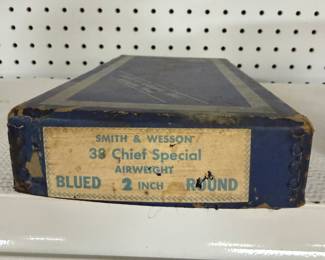 SMITH & WESSON
38 Chief Special
AIRWEIGHT
BLUED 2 INCH ROUND